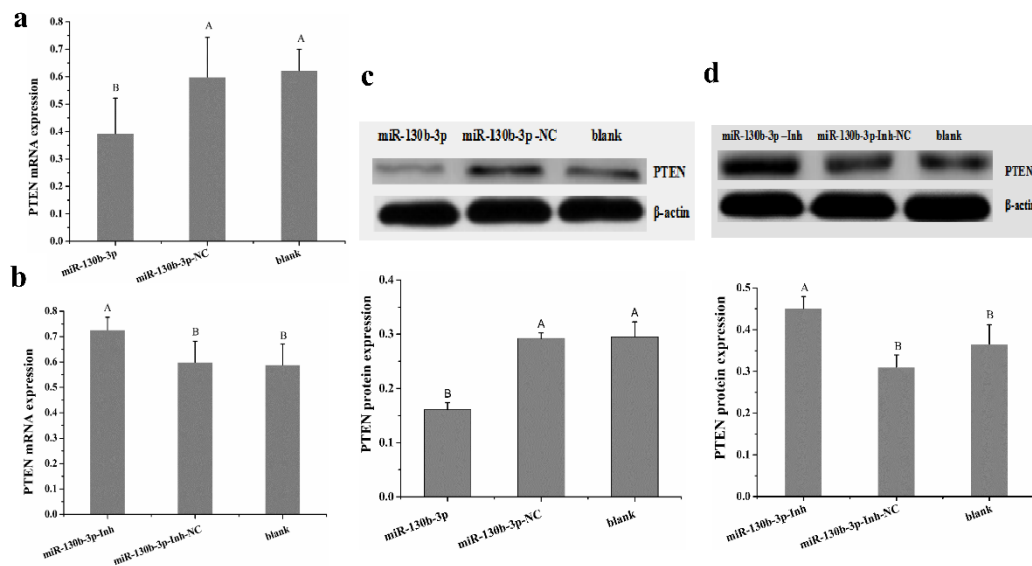 a
PTEN mRNA expression
0.8
0.7
0.6
0.5
0.4
0.3
0.2
0.1
0.0
B
A
A
miR-130b-3p
miR-130b-3p-NC
blank
b
PTEN mRNA expression
0.8
0.7
0.6
0.5
0.4
0.3
0.2
0.1
0.0
A
B
B
miR-130b-3p-Inh
miR-130b-3p-Inh-NC
blank
c
miR-130b-3p miR-130b-3p -NC blank
PTEN
β-actin
PTEN protein expression
0.4
0.3
0.2
0.1
0.0
B
A
A
miR-130b-3p
miR-130b-3p-NC
blank
d
miR-130b-3p –Inh miR-130b-3p-Inh-NC blank
PTEN
β-actin
PTEN protein expression
0.5
0.4
0.3
0.2
0.1
0.0
A
B
B
miR-130b-3p-Inh
miR-130b-3p-Inh-NC
blank